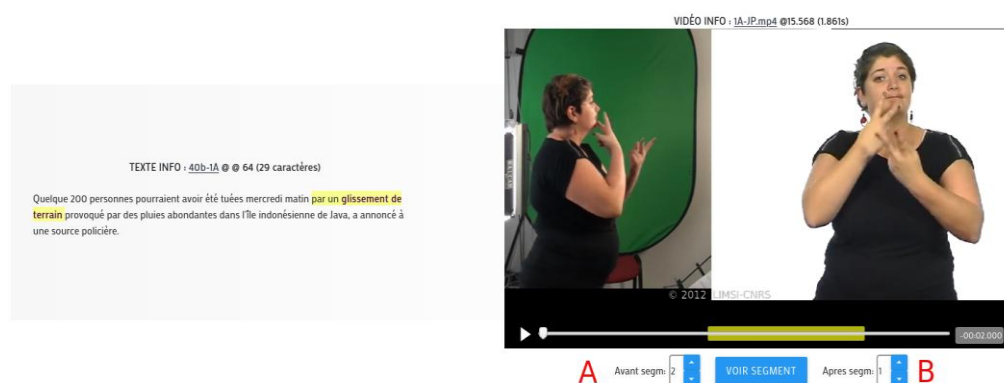 TEXTE INFO : 40b-1A @ @ 64 (29 caractères)
Quelque 200 personnes pourraient avoir été tuées mercredi matin par un glissement de
terrain provoqué par des pluies abondantes dans l'île indonésienne de Java, a annoncé à
une source policière.
VIDÉO INFO : 1A-JP.mp4 @15.568 (1.861s)
© 2012 LIMSI-CNRS
-00:02.000
A Avant segm: 2 VOIR SEGMENT Apres segm: 1 B